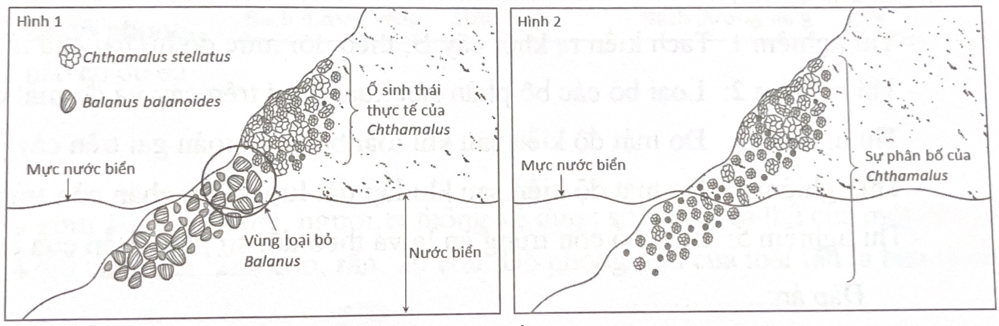 Hình 1
Chthamalus stellatus
Balanus balanoides
Ổ sinh thái
thực tế của
Chthamalus
Mực nước biển
Vùng loại bỏ
Balanus
Nước biển
Hình 2
Mực nước biển
Sự phân bố của
Chthamalus